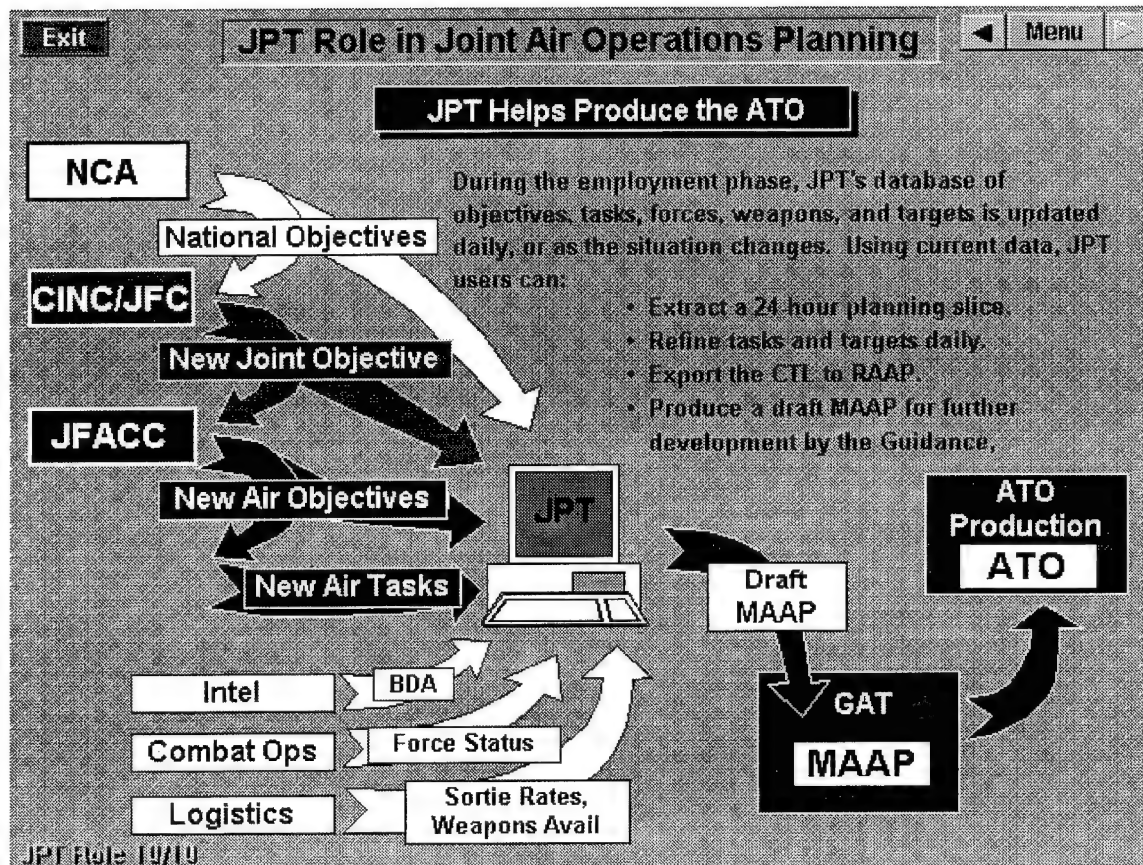 Exit
JPT Role in Joint Air Operations Planning
Menu
JPT Helps Produce the ATO
NCA
During the employment phase, JPT's database of
objectives, tasks, forces, weapons, and targets is updated
daily, or as the situation changes. Using current data, JPT
users can:
• Extract a 24 hour planning slice.
• Refine tasks and targets daily.
• Export the CTL to RAAP.
• Produce a draft MAAP for further
development by the Guidance,
National Objectives
CINC/JFC
New Joint Objective
JFACC
New Air Objectives
New Air Tasks
JPT
ATO
Production
ATO
Draft
MAAP
Intel
BDA
Combat Ops
Force Status
Logistics
Sortie Rates,
Weapons Avail
GAT
MAAP
JPT Role 10/10